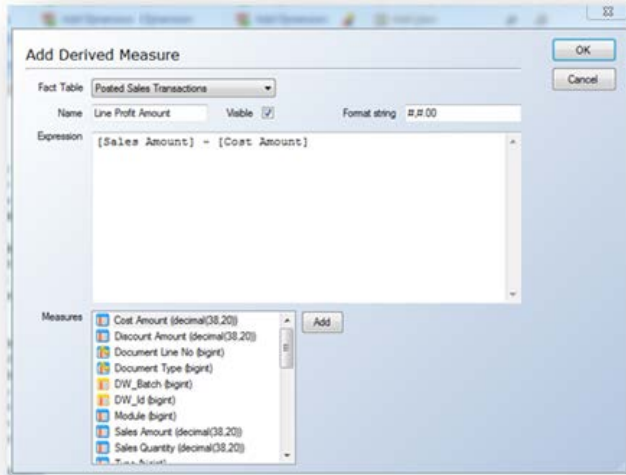 Add Derived Measure
OK
Cancel
Fact Table Posted Sales Transactions
Name Line Profit Amount Visible Format string #,#.00
Expression [Sales Amount] - [Cost Amount]
Measures
Cost Amount (decimal(38,20))
Add
Discount Amount (decimal(38,20))
Document Line No (bigint)
Document Type (bigint)
DW_Batch (bigint)
DW_Id (bigint)
Module (bigint)
Sales Amount (decimal(38,20))
Sales Quantity (decimal(38,20))